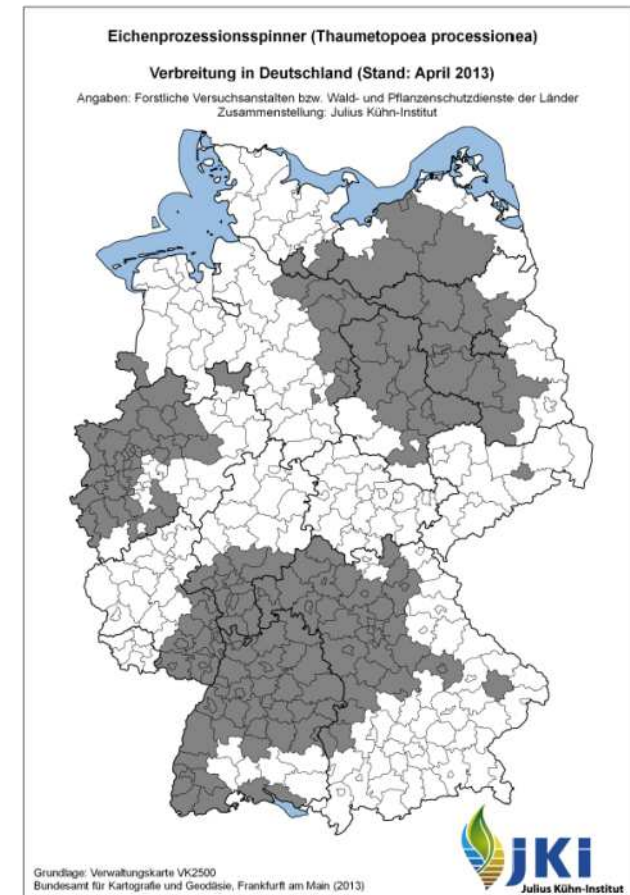 Eichenprozessionsspinner (Thaumetopoea processionea)
Verbreitung in Deutschland (Stand: April 2013)
Angaben: Forstliche Versuchsanstalten bzw. Wald- und Pflanzenschutzdienste der Länder
Zusammenstellung: Julius Kühn-Institut
Grundlage: Verwaltungskarte VK2500
Bundesamt für Kartografie und Geodäsie, Frankfurft am Main (2013)
JKI
Julius Kühn-Institut